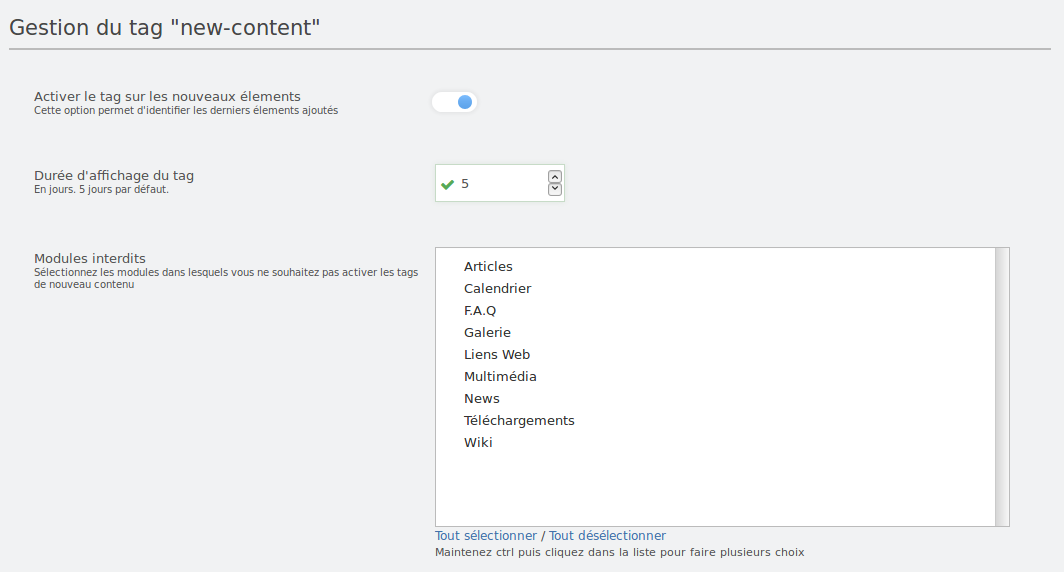 Gestion du tag "new-content"
Activer le tag sur les nouveaux élements
Cette option permet d'identifier les derniers élements ajoutés
Durée d'affichage du tag
En jours. 5 jours par défaut.
5
Modules interdits
Sélectionnez les modules dans lesquels vous ne souhaitez pas activer les tags
de nouveau contenu
Articles
Calendrier
F.A.Q
Galerie
Liens Web
Multimédia
News
Téléchargements
Wiki
Tout sélectionner / Tout désélectionner
Maintenez ctrl puis cliquez dans la liste pour faire plusieurs choix